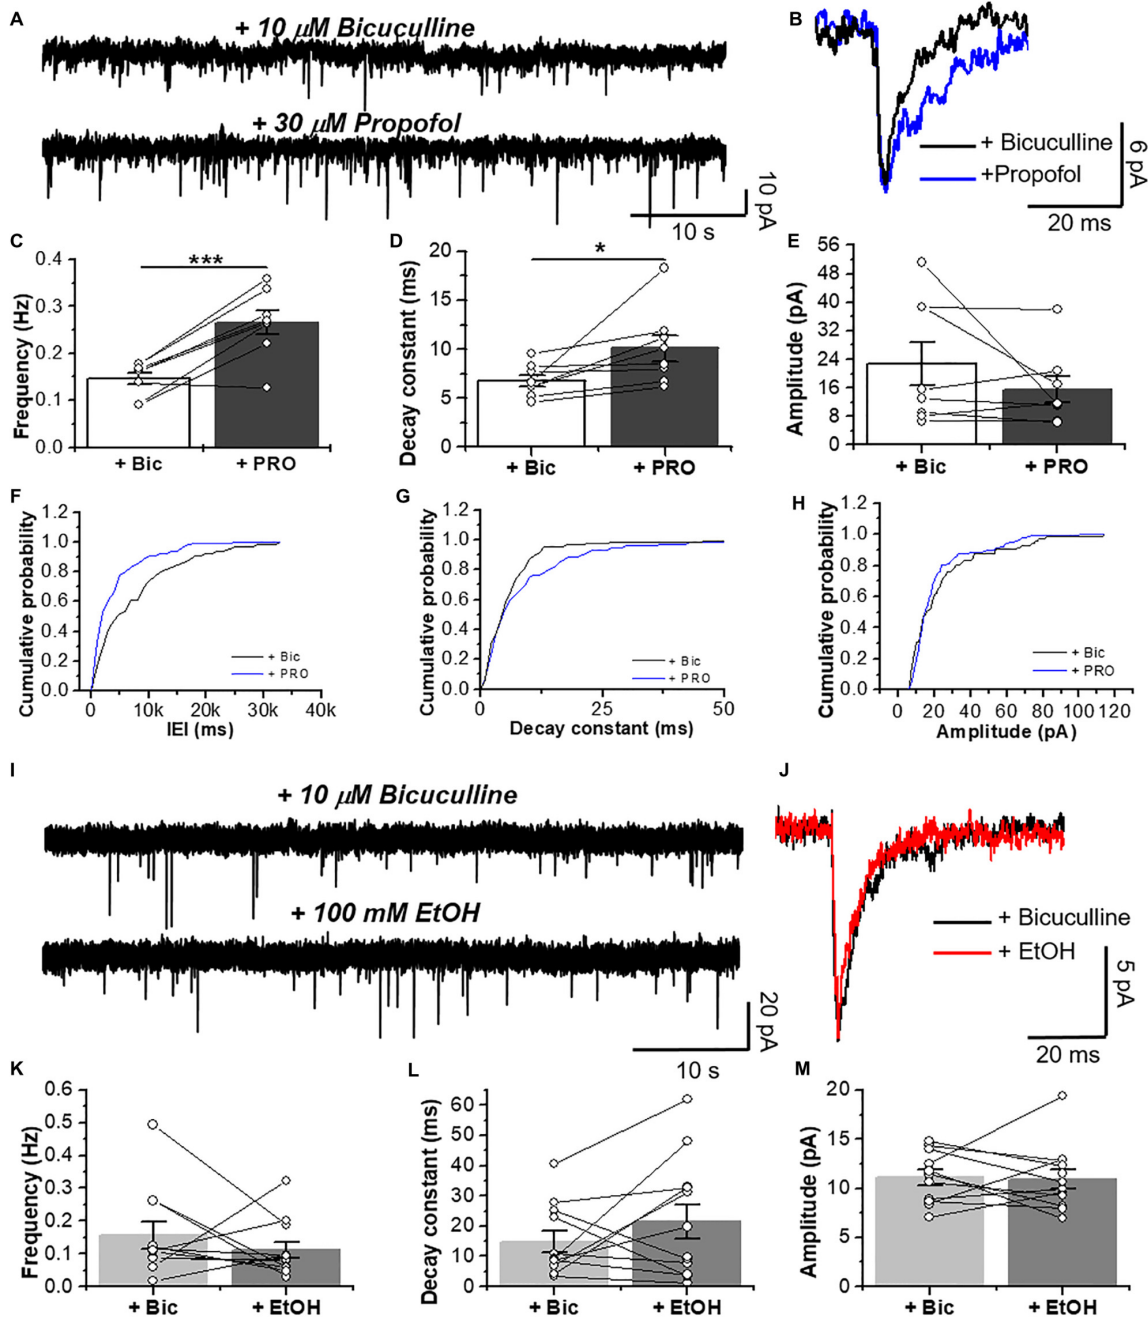 A
+ 10 µM Bicuculline
+ 30 µM Propofol
10 pA
10 s
B
+ Bicuculline
+Propofol
6 pA
20 ms
C
***
Frequency (Hz)
0.4
0.3
0.2
0.1
0.0
+ Bic
+ PRO
D
*
Decay constant (ms)
20
15
10
5
0
+ Bic
+ PRO
E
Amplitude (pA)
56
48
40
32
24
16
8
0
+ Bic
+ PRO
F
Cumulative probability
1.2
1.0
0.8
0.6
0.4
0.2
0.0
+ Bic
+ PRO
0 10k 20k 30k 40k
IEI (ms)
G
Cumulative probability
1.2
1.0
0.8
0.6
0.4
0.2
0.0
+ Bic
+ PRO
0 25 50
Decay constant (ms)
H
Cumulative probability
1.2
1.0
0.8
0.6
0.4
0.2
0.0
+ Bic
+ PRO
0 20 40 60 80 100 120
Amplitude (pA)
I
+ 10 µM Bicuculline
+ 100 mM EtOH
20 pA
10 s
J
+ Bicuculline
+ EtOH
5 pA
20 ms
K
Frequency (Hz)
0.6
0.5
0.4
0.3
0.2
0.1
0.0
+ Bic
+ EtOH
L
Decay constant (ms)
60
50
40
30
20
10
0
+ Bic
+ EtOH
M
Amplitude (pA)
20
15
10
5
0
+ Bic
+ EtOH